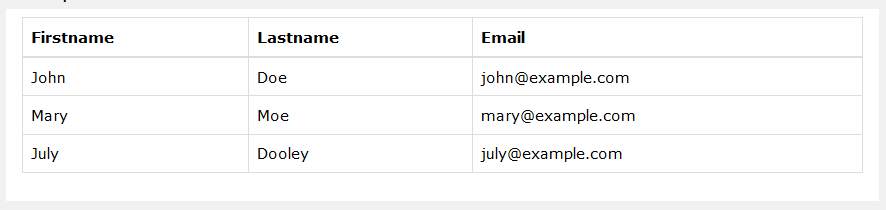 Firstname Lastname Email
John Doe john@example.com
Mary Moe mary@example.com
July Dooley july@example.com